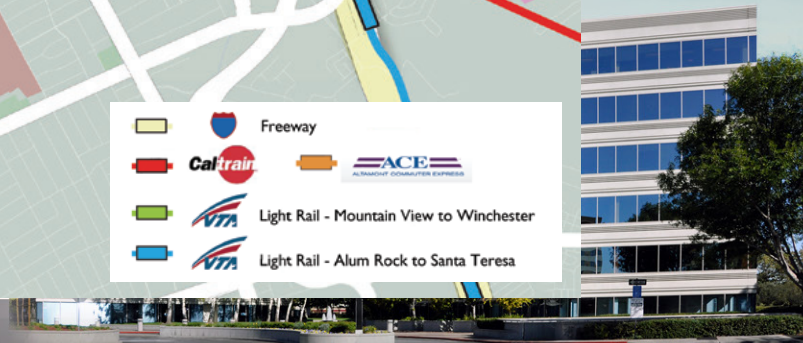 Freeway
Caltrain
ACE
ALTAMONT COMMUTER EXPRESS
VTA
Light Rail - Mountain View to Winchester
VTA
Light Rail - Alum Rock to Santa Teresa